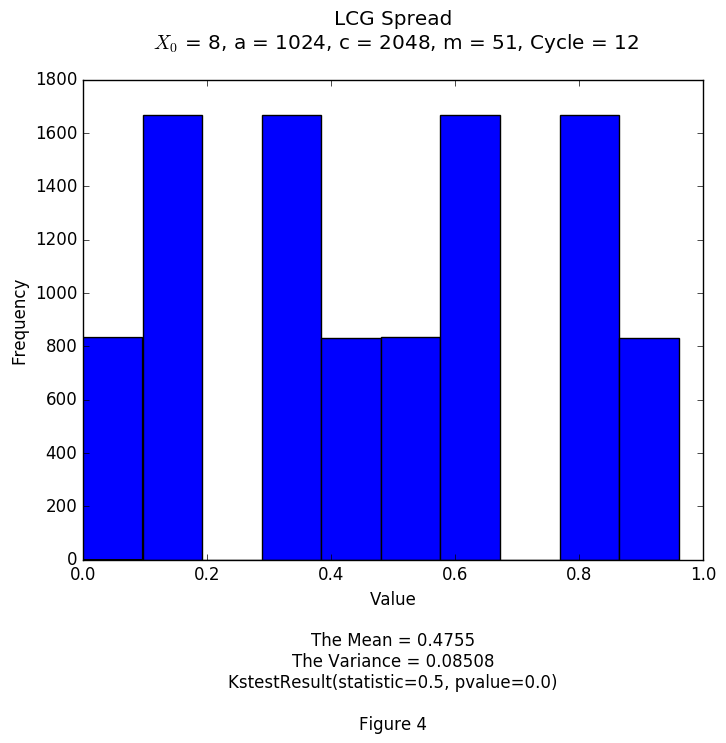 LCG Spread
X₀ = 8, a = 1024, c = 2048, m = 51, Cycle = 12
1800
1600
1400
1200
1000
800
600
400
200
0
Frequency
0.0 0.2 0.4 0.6 0.8 1.0
Value
The Mean = 0.4755
The Variance = 0.08508
KstestResult(statistic=0.5, pvalue=0.0)
Figure 4